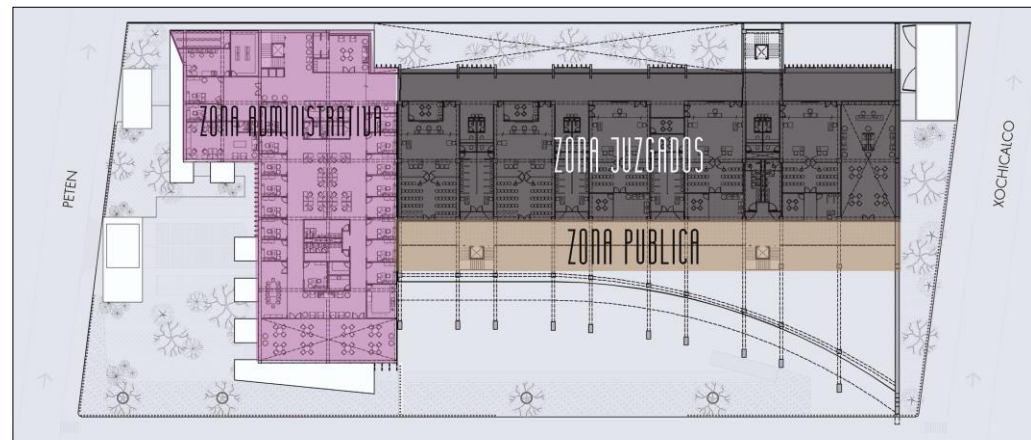 ZONA ADMINISTRATIVA
ZONA JUZGADOS
ZONA PUBLICA
PETEN
XOCHICALCO